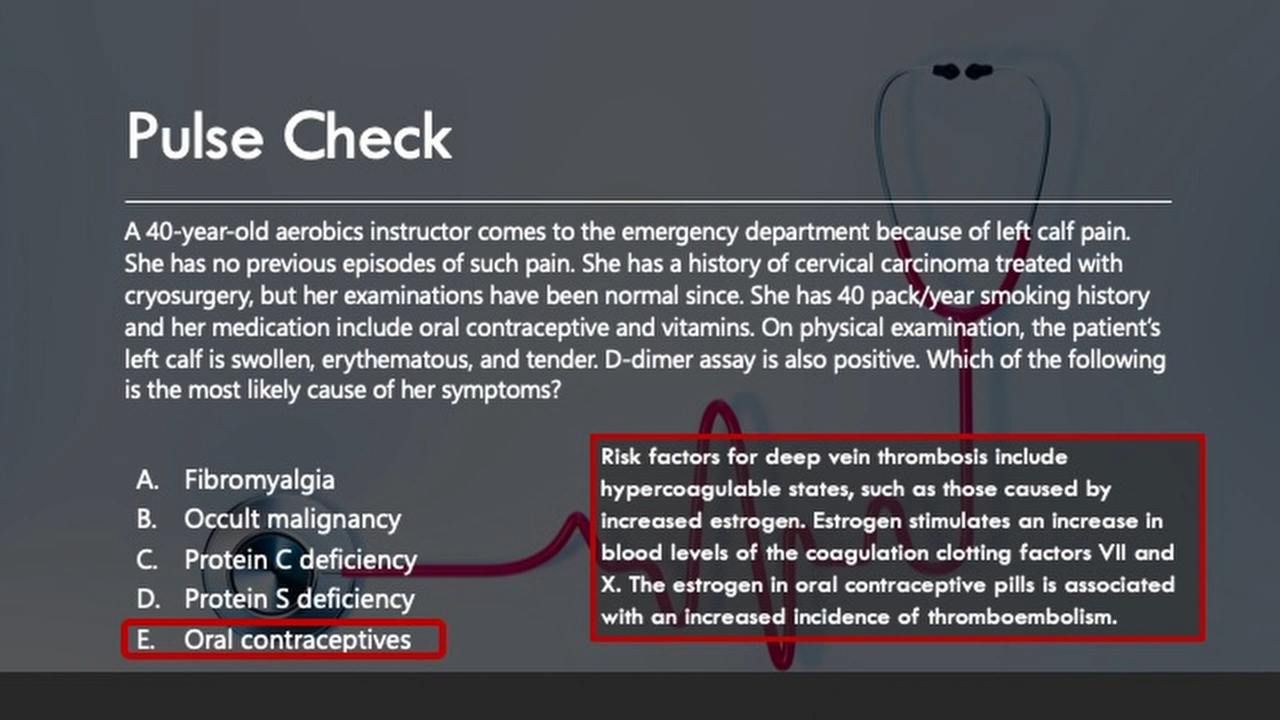 Pulse Check
A 40-year-old aerobics instructor comes to the emergency department because of left calf pain.
She has no previous episodes of such pain. She has a history of cervical carcinoma treated with
cryosurgery, but her examinations have been normal since. She has 40 pack/year smoking history
and her medication include oral contraceptive and vitamins. On physical examination, the patient's
left calf is swollen, erythematous, and tender. D-dimer assay is also positive. Which of the following
is the most likely cause of her symptoms?
A. Fibromyalgia
B. Occult malignancy
C. Protein C deficiency
D. Protein S deficiency
E. Oral contraceptives
Risk factors for deep vein thrombosis include
hypercoagulable states, such as those caused by
increased estrogen. Estrogen stimulates an increase in
blood levels of the coagulation clotting factors VII and
X. The estrogen in oral contraceptive pills is associated
with an increased incidence of thromboembolism.